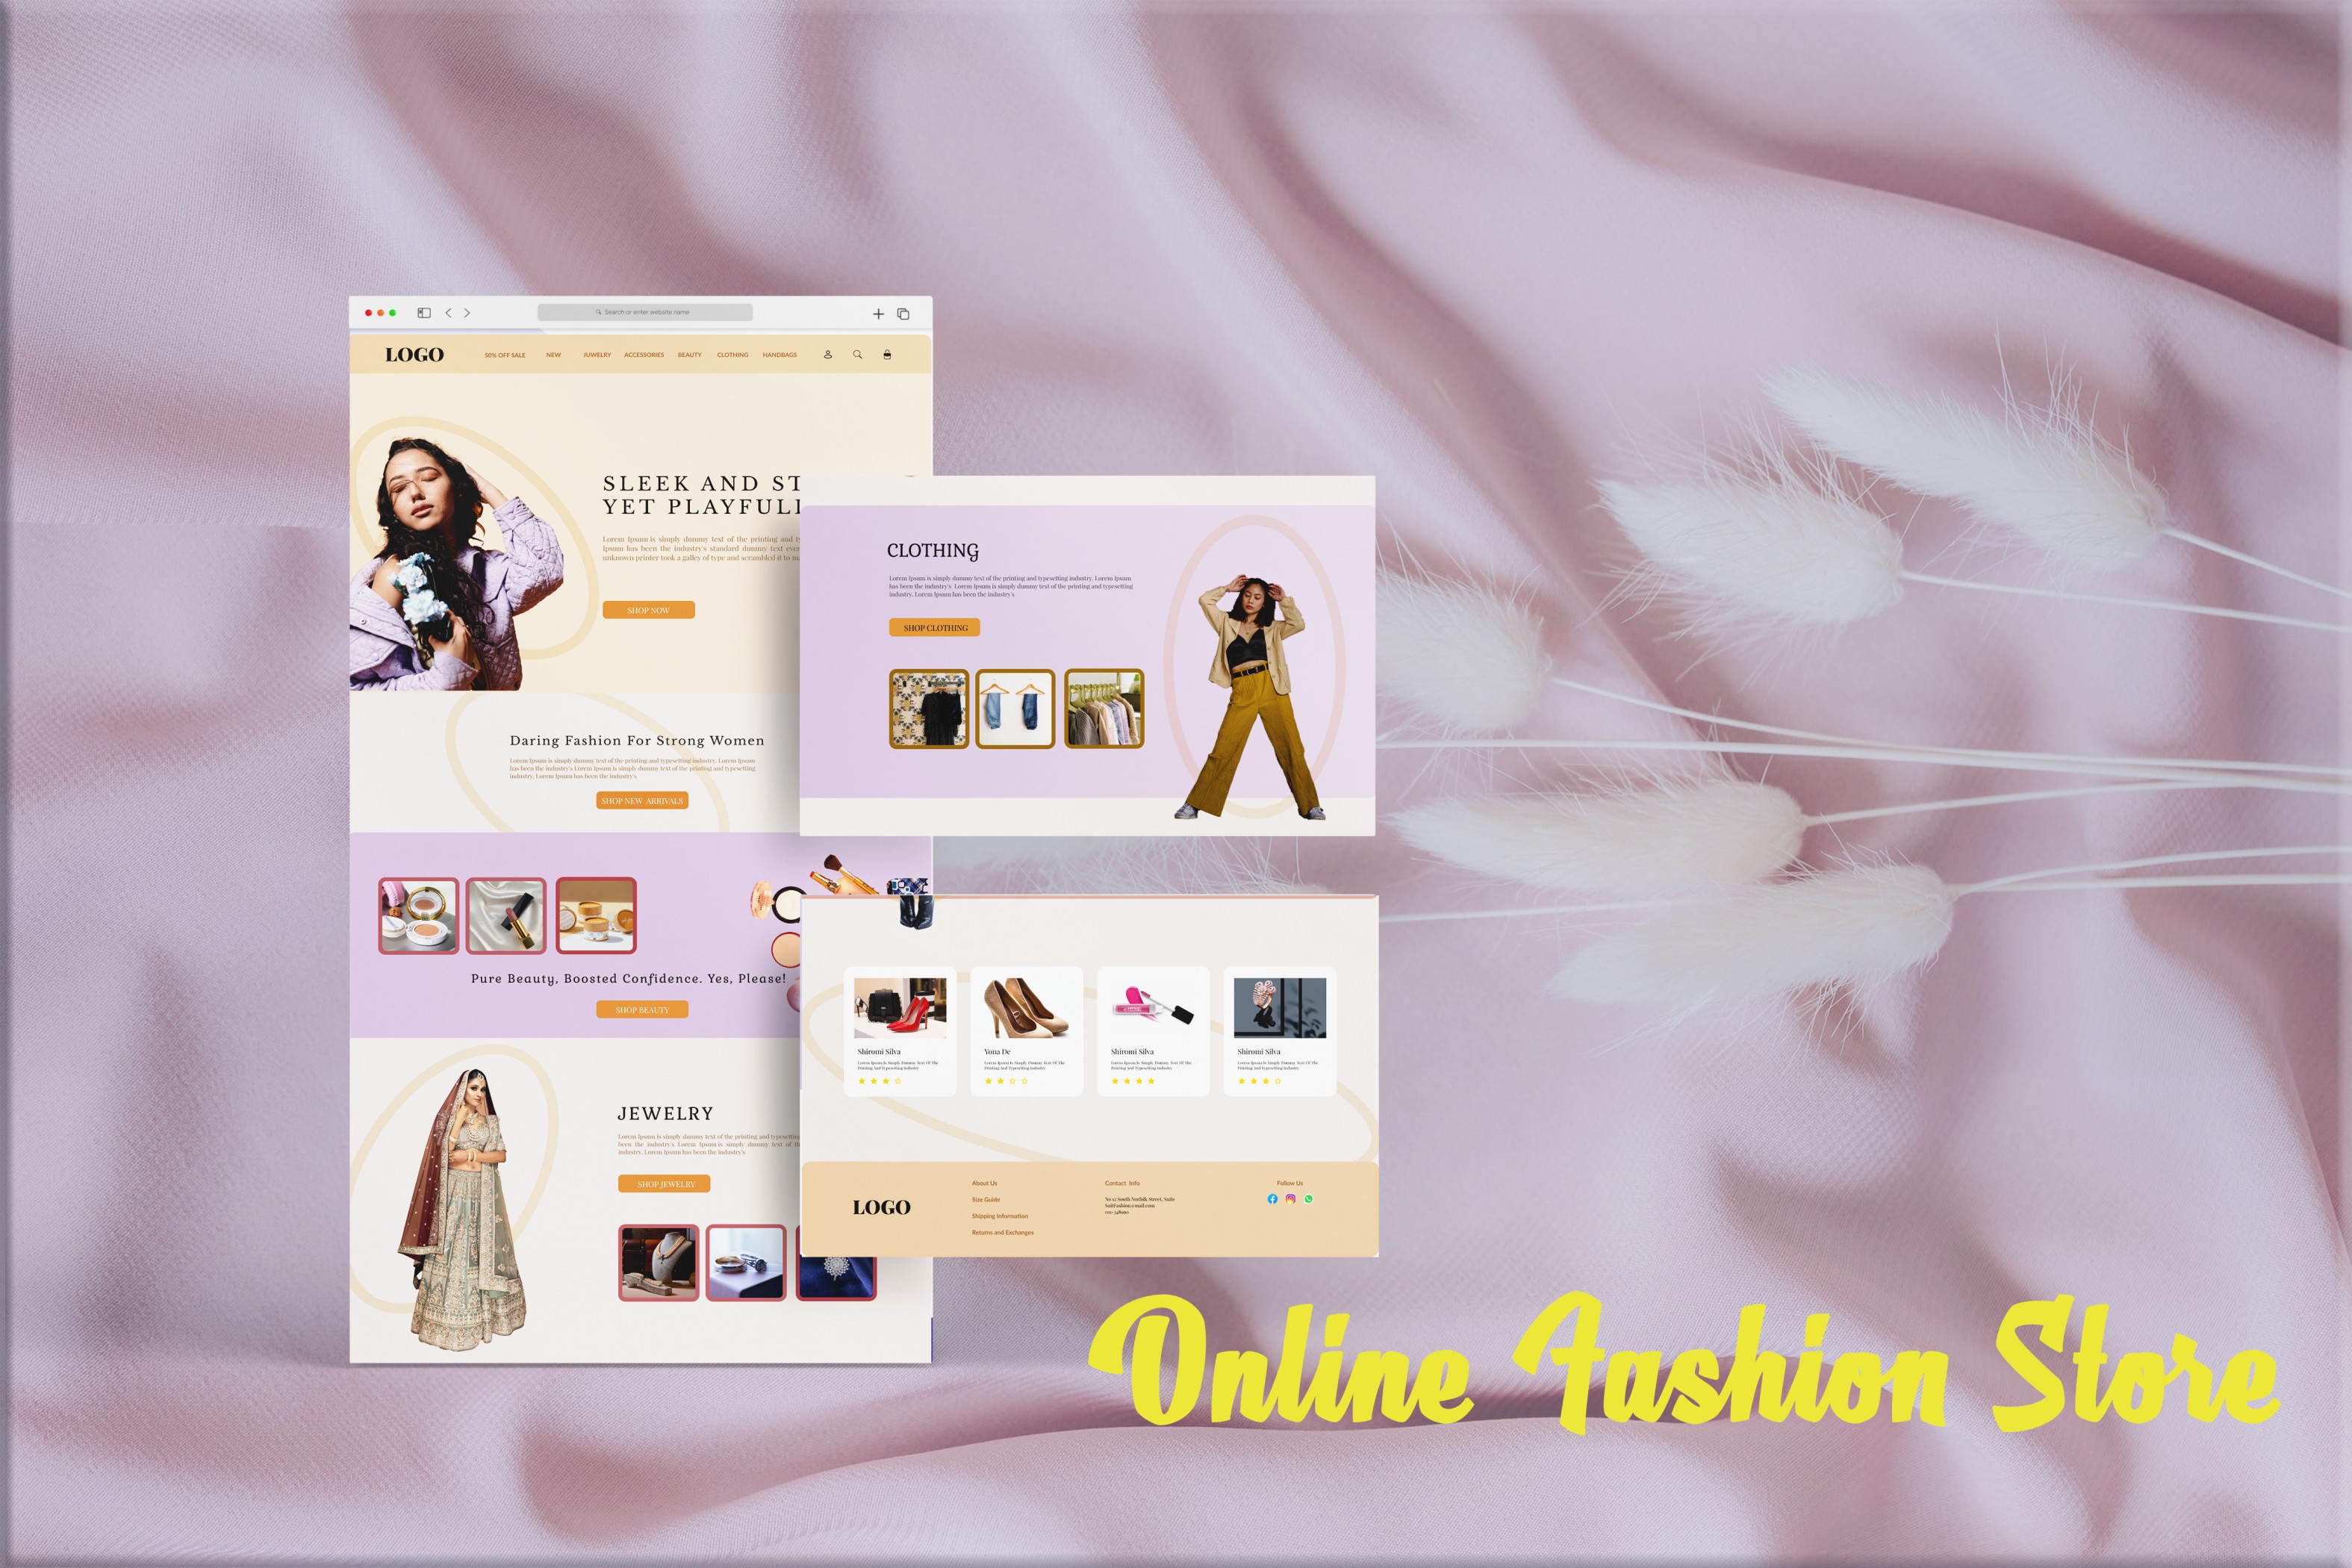 Search or enter website name
LOGO
50% OFF SALE
NEW
JUWELRY
ACCESSORIES
BEAUTY
CLOTHING
HANDBAGS
SLEEK AND ST
YET PLAYFULL
Lorem Ipsum is simply dummy text of the printing and t
Ipsum has been the industry's standard dummy text ever
unknown printer took a galley of type and scrambled it to ma
SHOP NOW
Daring Fashion For Strong Women
Lorem Ipsum is simply dummy text of the printing and typesetting industry. Lorem Ipsum
has been the industry's Lorem Ipsum is simply dummy text of the printing and typesetting
industry. Lorem Ipsum has been the industry's
SHOP NEW ARRIVALS
Pure Beauty, Boosted Confidence. Yes, Please!
SHOP BEAUTY
JEWELRY
Lorem Ipsum is simply dummy text of the printing and typesetting
been the industry's Lorem Ipsum is simply dummy text of th
industry. Lorem Ipsum has been the industry's
SHOP JEWELRY
CLOTHING
Lorem Ipsum is simply dummy text of the printing and typesetting industry. Lorem Ipsum
has been the industry's Lorem Ipsum is simply dummy text of the printing and typesetting
industry. Lorem Ipsum has been the industry's
SHOP CLOTHING
Shiromi Silva
Lorem Ipsum Is Simply Dummy Text Of The
Printing And Typesetting Industry
Yona De
Lorem Ipsum Is Simply Dummy Text Of The
Printing And Typesetting Industry
Shiromi Silva
Lorem Ipsum Is Simply Dummy Text Of The
Printing And Typesetting Industry
Shiromi Silva
Lorem Ipsum Is Simply Dummy Text Of The
Printing And Typesetting Industry
LOGO
About Us
Size Guide
Shipping Information
Returns and Exchanges
Contact Info
No 12 South Norfolk Street, Suite
Follow Us
Online Fashion Store